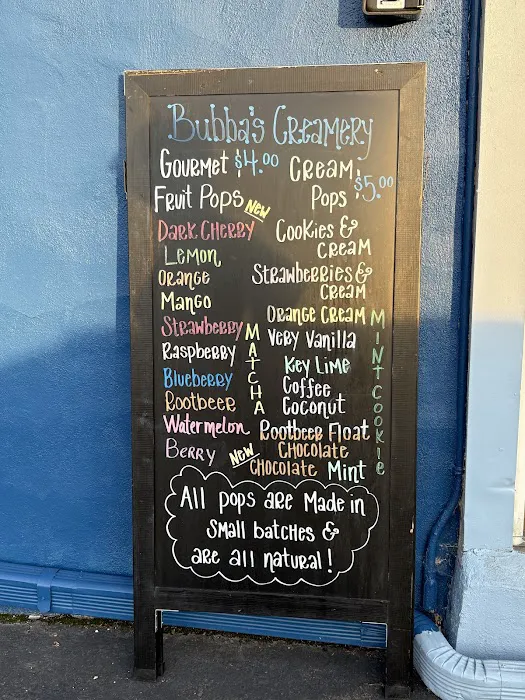 Bubba's Creamery
Gourmet $4.00
Fruit Pops New
Dark Cherry
Lemon
Orange
Mango
Strawberry
Raspberry
Blueberry
Rootbeer
Watermelon
Berry
MATCHA
Cream
Pops $5.00
Cookies &
Cream
Strawberries &
Cream
Orange Cream
Very Vanilla
Key Lime
Coffee
Coconut
Rootbeer Float
Chocolate
New Chocolate Mint
MINT COOKIE
All pops are Made in
Small batches &
are all natural!